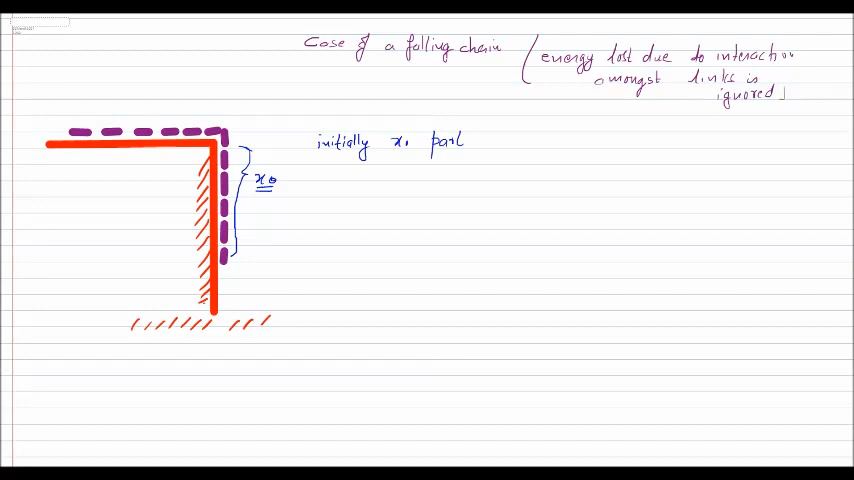 Case of a falling chain
(energy lost due to interaction
amongst links is
ignored)
initially x₀ part
x₀